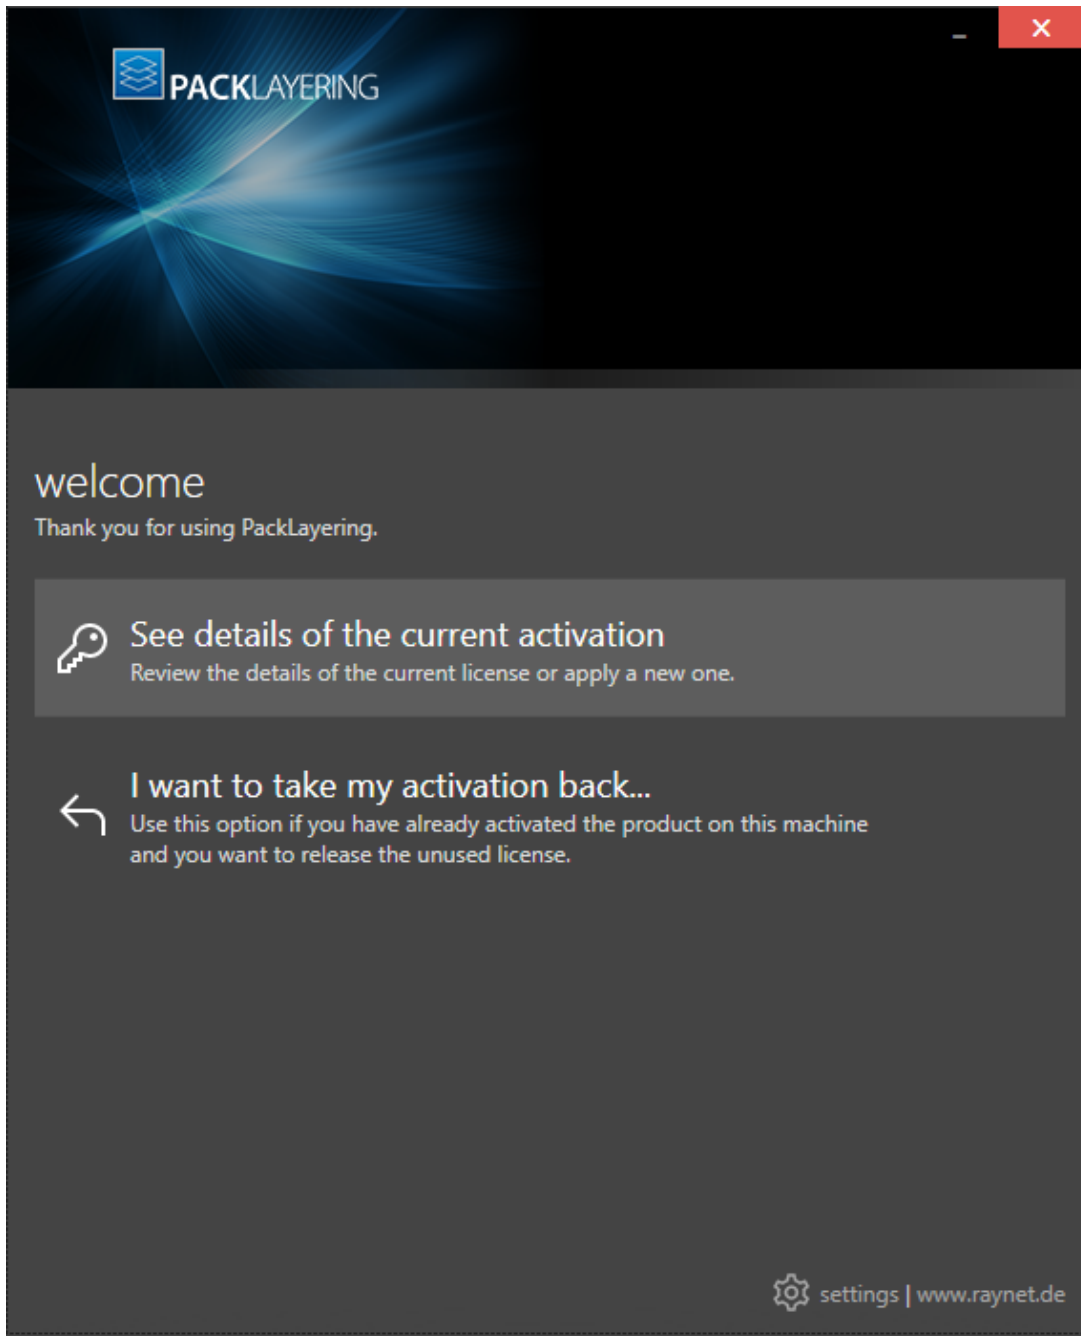 PACKLAYERING
welcome
Thank you for using PackLayering.
See details of the current activation
Review the details of the current license or apply a new one.
I want to take my activation back...
Use this option if you have already activated the product on this machine
and you want to release the unused license.
settings | www.raynet.de